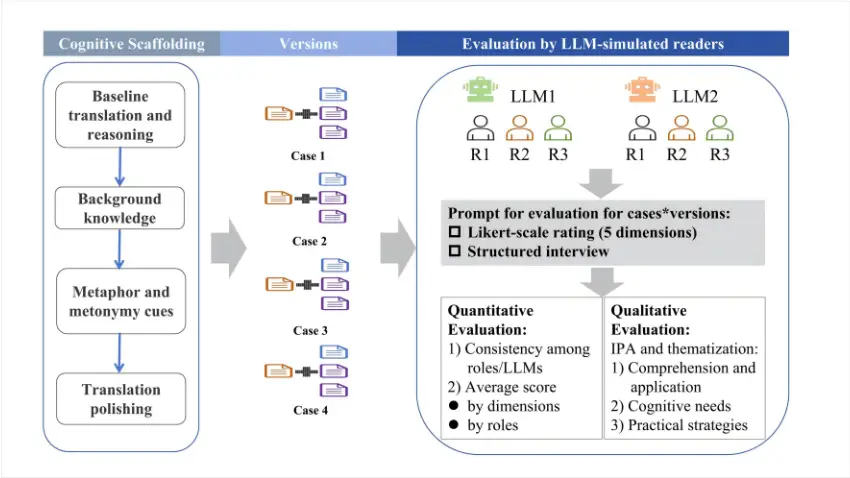 Cognitive Scaffolding
Versions
Evaluation by LLM-simulated readers
Baseline
translation and
reasoning
Background
knowledge
Metaphor and
metonymy cues
Translation
polishing
Case 1
Case 2
Case 3
Case 4
LLM1
LLM2
R1 R2 R3
R1 R2 R3
Prompt for evaluation for cases*versions:
Likert-scale rating (5 dimensions)
Structured interview
Quantitative
Evaluation:
1) Consistency among
roles/LLMs
2) Average score
● by dimensions
● by roles
Qualitative
Evaluation:
IPA and thematization:
1) Comprehension and
application
2) Cognitive needs
3) Practical strategies